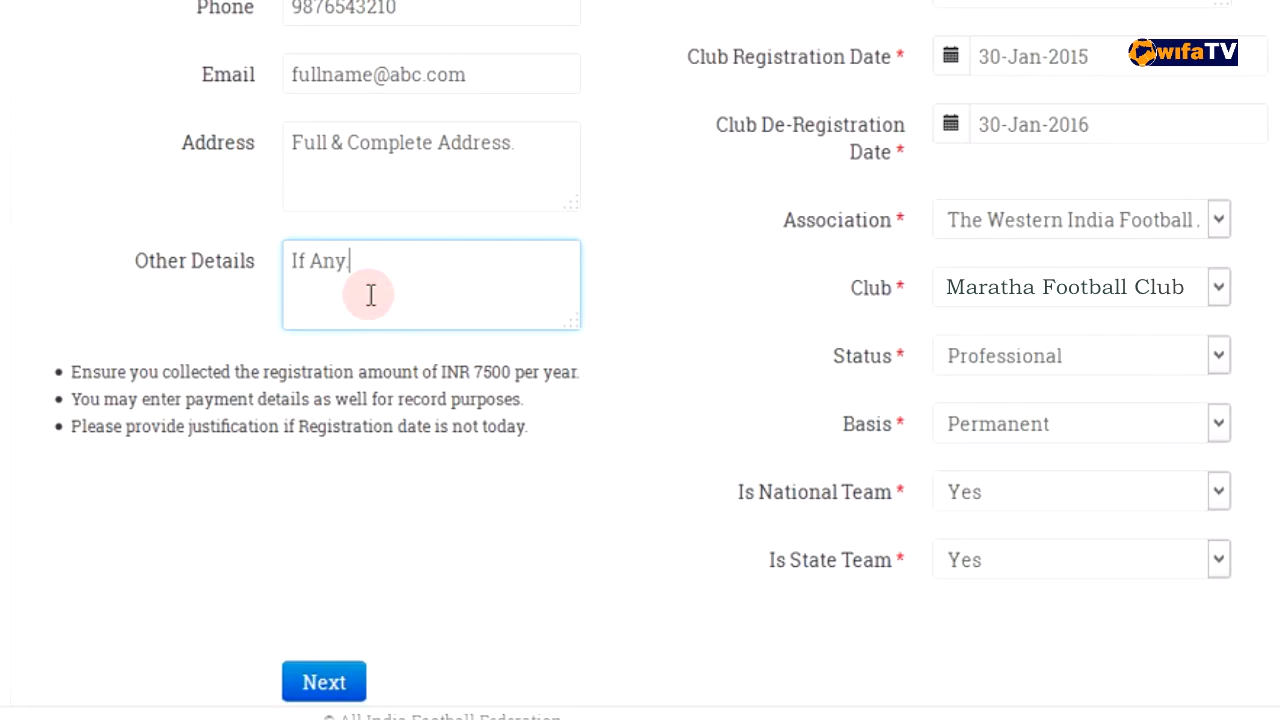 Phone 9876543210
Email fullname@abc.com
Address Full & Complete Address.
Other Details If Any.
• Ensure you collected the registration amount of INR 7500 per year.
• You may enter payment details as well for record purposes.
• Please provide justification if Registration date is not today.
Next
wifaTV
Club Registration Date * 30-Jan-2015
Club De-Registration
Date * 30-Jan-2016
Association * The Western India Football .
Club * Maratha Football Club
Status * Professional
Basis * Permanent
Is National Team * Yes
Is State Team * Yes
© All India Football Federation